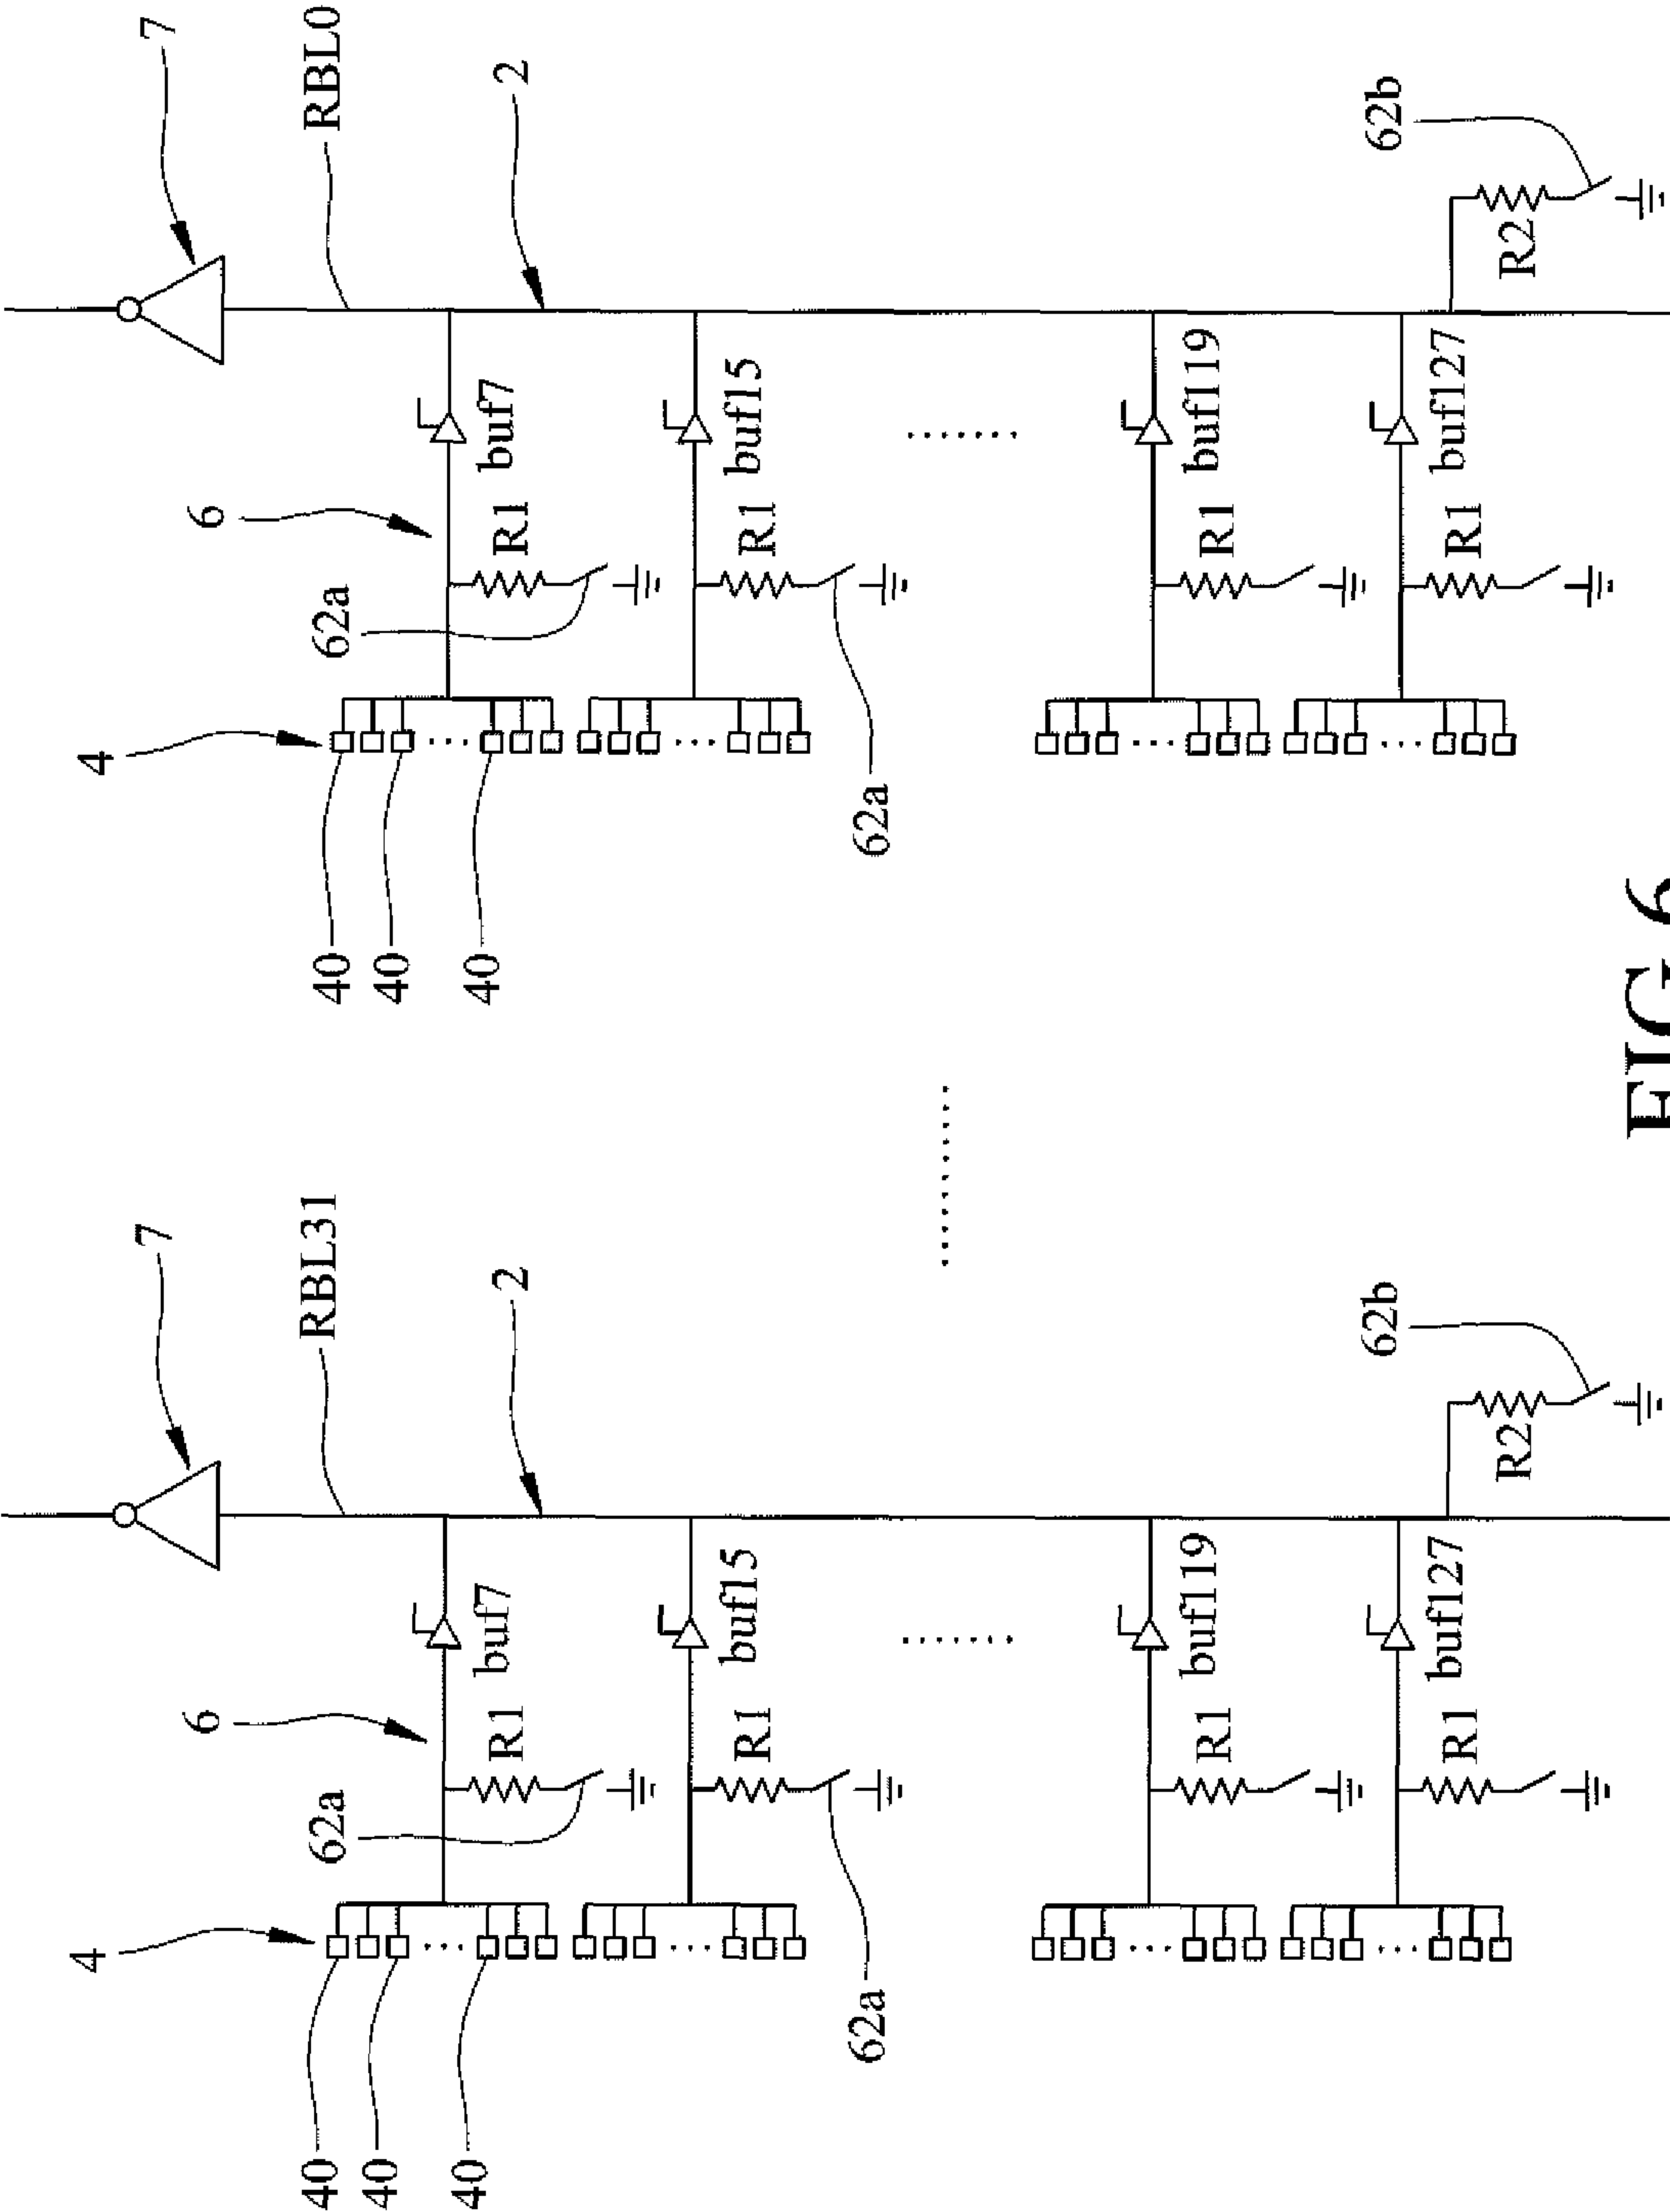 4 4
7 7
6 6
40 62a RBL31 40 62a RBL0
40 40
40 R1 buf7 2 40 R1 buf7 2
R1 buf15 R1 buf15
62a 62a
R1 buf119 R1 buf119
62b 62b
R1 buf127 R1 buf127
R2 R2
FIG 6